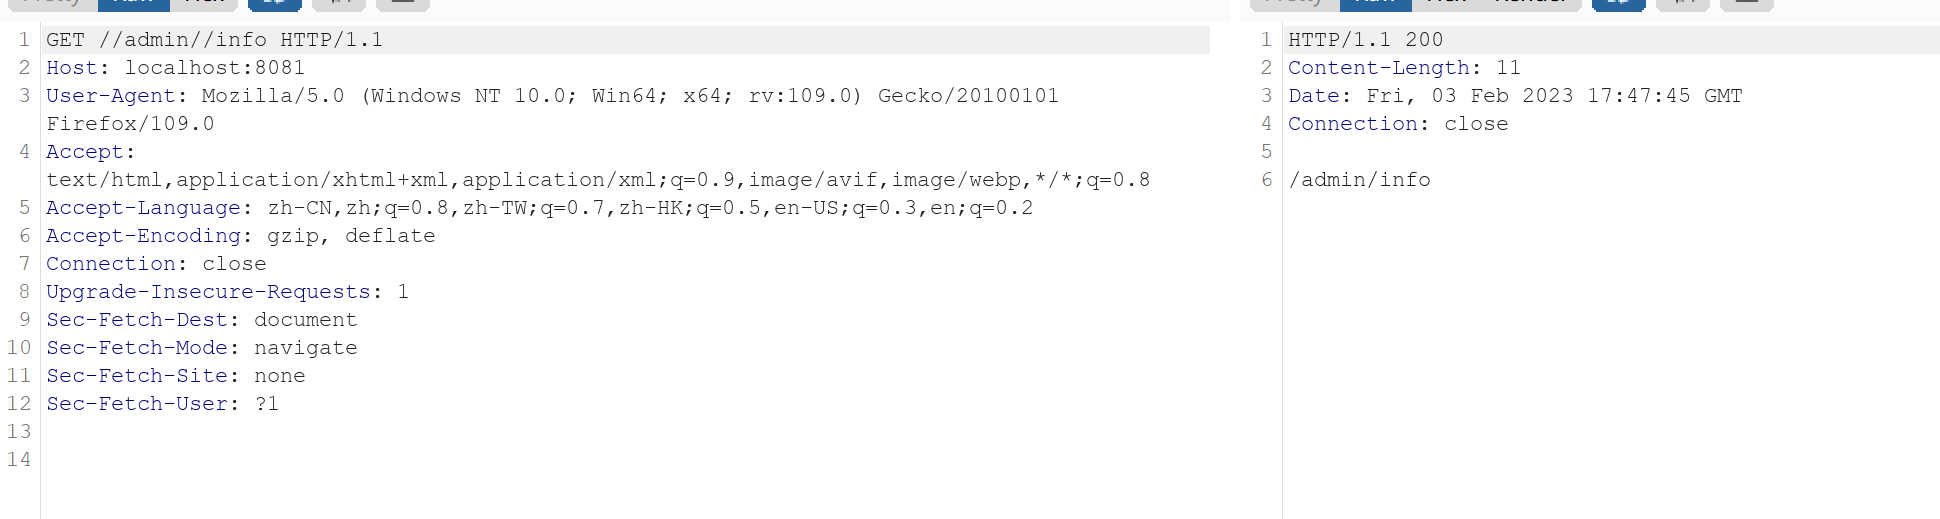 GET //admin//info HTTP/1.1
Host: localhost:8081
User-Agent: Mozilla/5.0 (Windows NT 10.0; Win64; x64; rv:109.0) Gecko/20100101
Firefox/109.0
Accept:
text/html,application/xhtml+xml,application/xml;q=0.9,image/avif,image/webp,*/*;q=0.8
Accept-Language: zh-CN,zh;q=0.8,zh-TW;q=0.7,zh-HK;q=0.5,en-US;q=0.3,en;q=0.2
Accept-Encoding: gzip, deflate
Connection: close
Upgrade-Insecure-Requests: 1
Sec-Fetch-Dest: document
Sec-Fetch-Mode: navigate
Sec-Fetch-Site: none
Sec-Fetch-User: ?1
1
2
3
4
5
6
7
8
9
10
11
12
13
14
HTTP/1.1 200
Content-Length: 11
Date: Fri, 03 Feb 2023 17:47:45 GMT
Connection: close
/admin/info
1
2
3
4
5
6